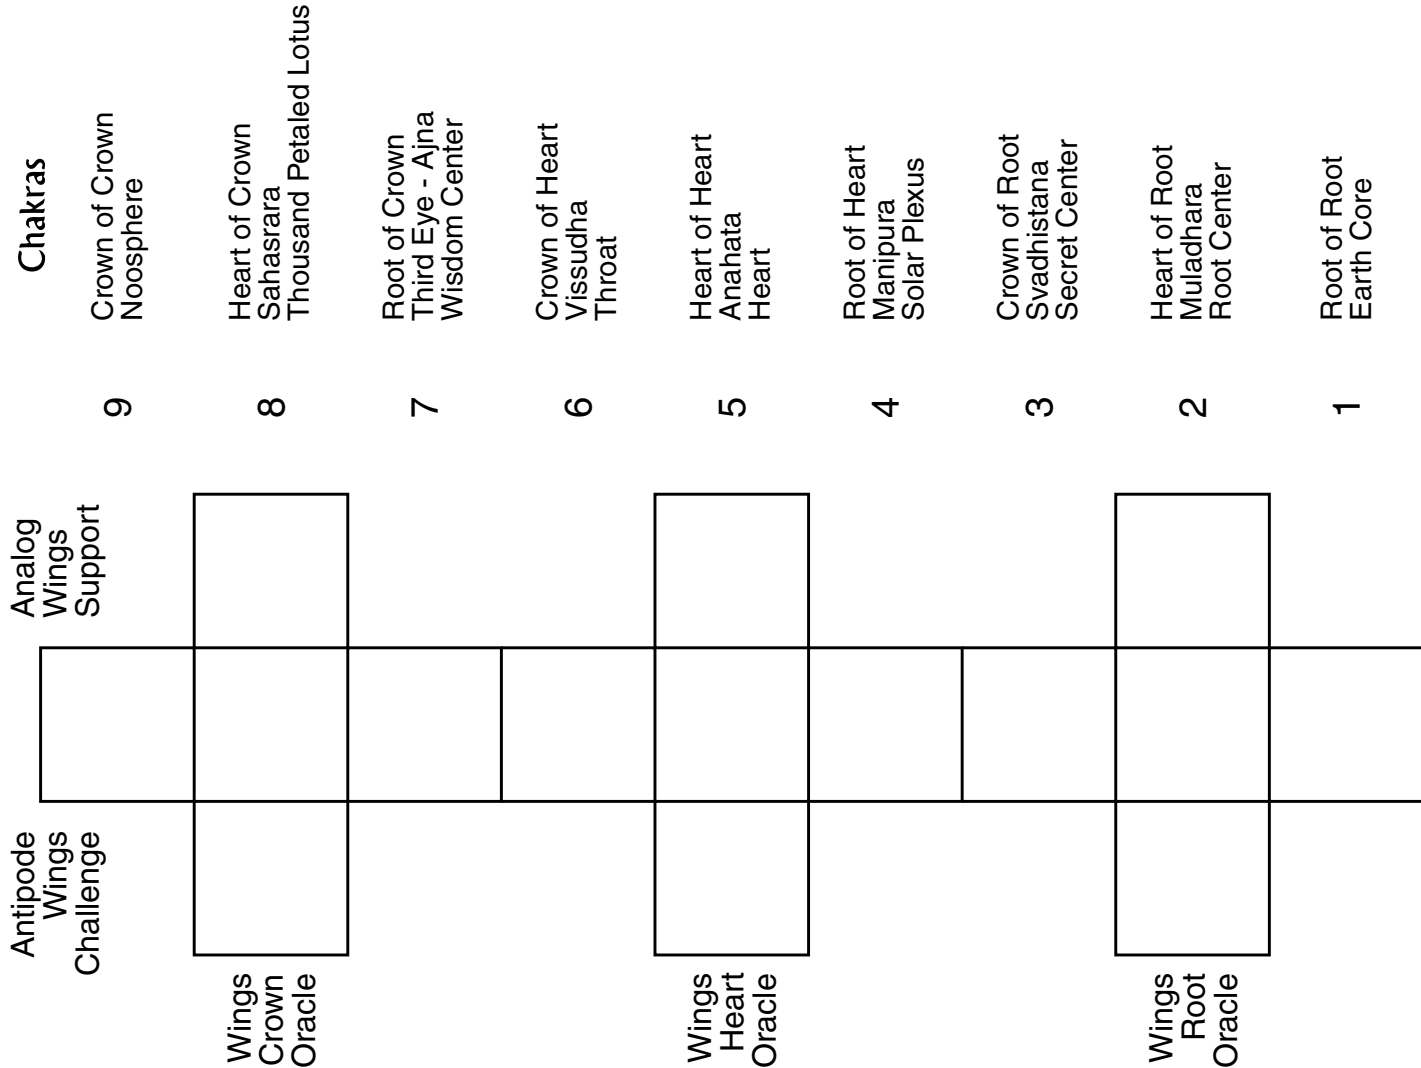 Chakras
Crown of Crown
Noosphere
Heart of Crown
Sahasrara
Thousand Petaled Lotus
Root of Crown
Third Eye - Ajna
Wisdom Center
Crown of Heart
Vissudha
Throat
Heart of Heart
Anahata
Heart
Root of Heart
Manipura
Solar Plexus
Crown of Root
Svadhistana
Secret Center
Heart of Root
Muladhara
Root Center
Root of Root
Earth Core
9
8
7
6
5
4
3
2
1
Analog
Wings
Support
Antipode
Wings
Challenge
Wings
Crown
Oracle
Wings
Heart
Oracle
Wings
Root
Oracle